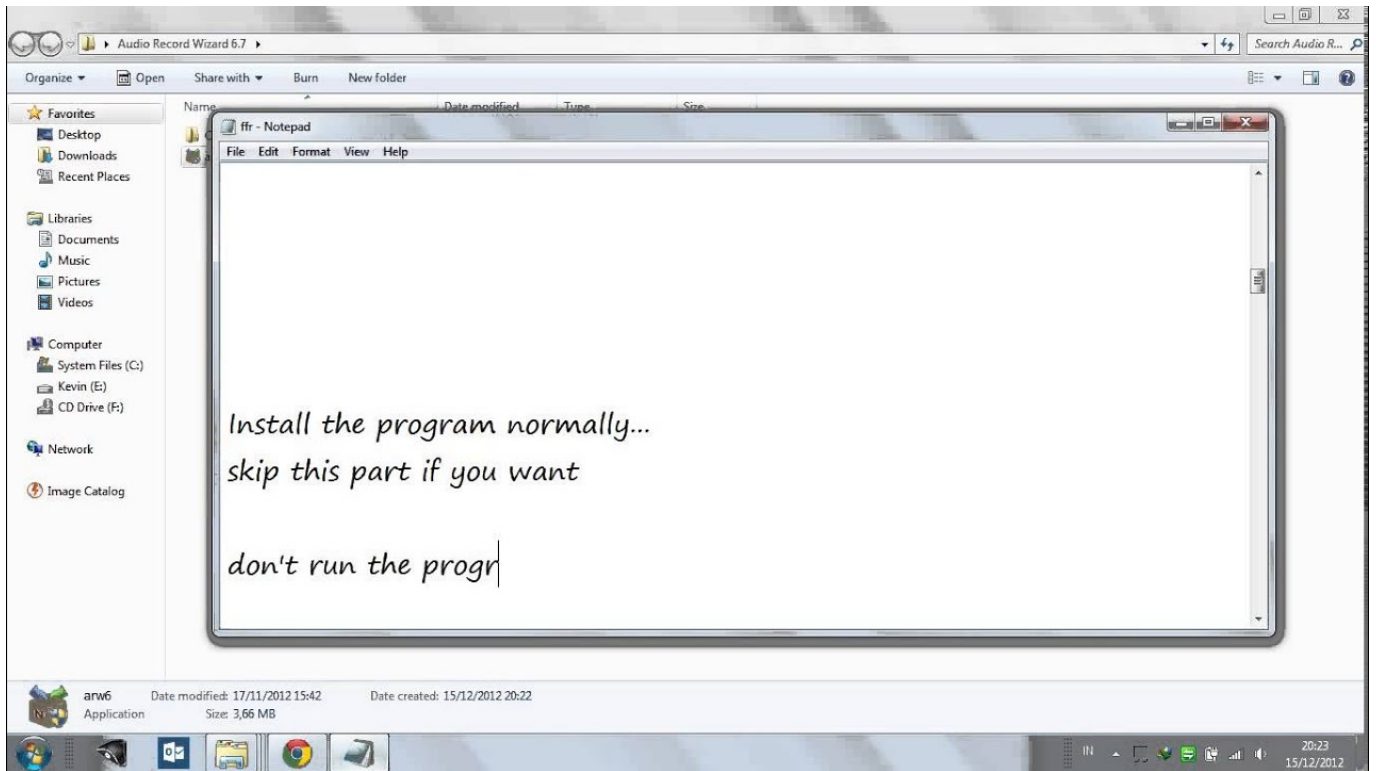 Audio Record Wizard 6.7
Search Audio R...
Organize
Open
Share with
Burn
New folder
Name
Date modified
Type
Size
Favorites
Desktop
Downloads
Recent Places
Libraries
Documents
Music
Pictures
Videos
Computer
System Files (C:)
Kevin (E:)
CD Drive (F:)
Network
Image Catalog
ffr - Notepad
File Edit Format View Help
Install the program normally...
skip this part if you want
don't run the progr
arw6 Date modified: 17/11/2012 15:42 Date created: 15/12/2012 20:22
Application Size: 3,66 MB
IN
20:23
15/12/2012